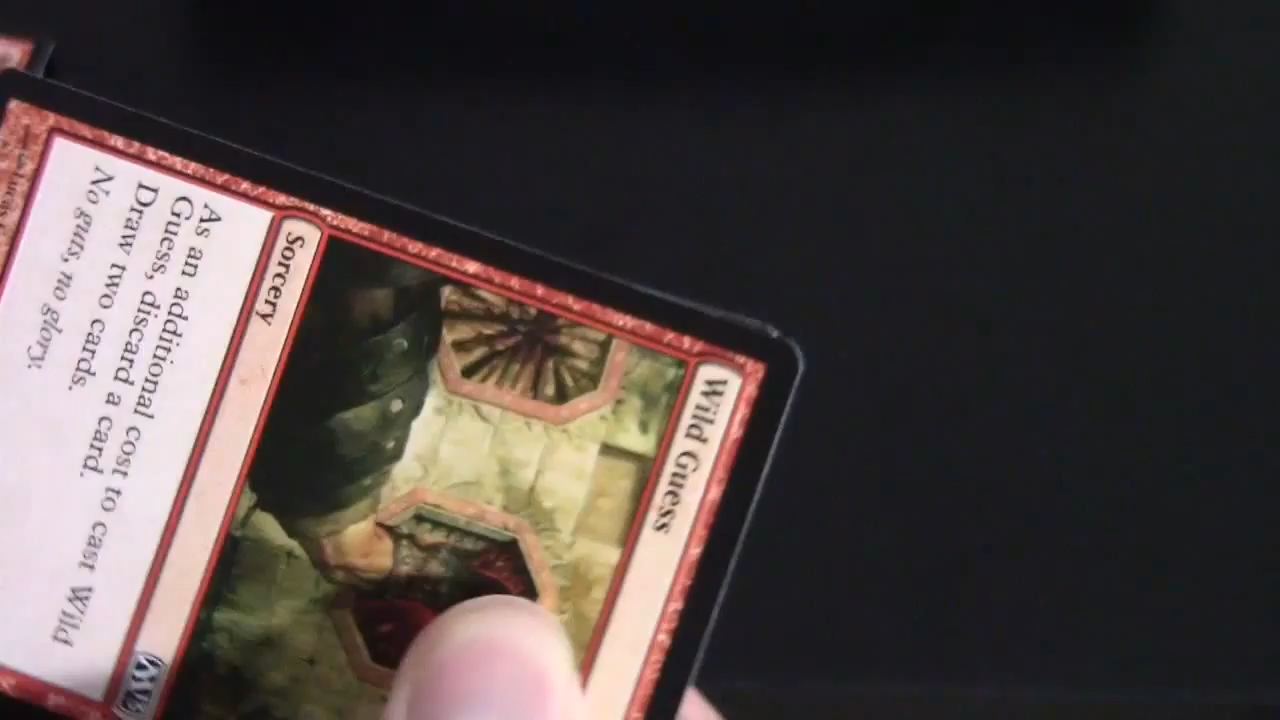 Wild Guess
Sorcery
As an additional cost to cast Wild
Guess, discard a card.
Draw two cards.
No guts, no glory.